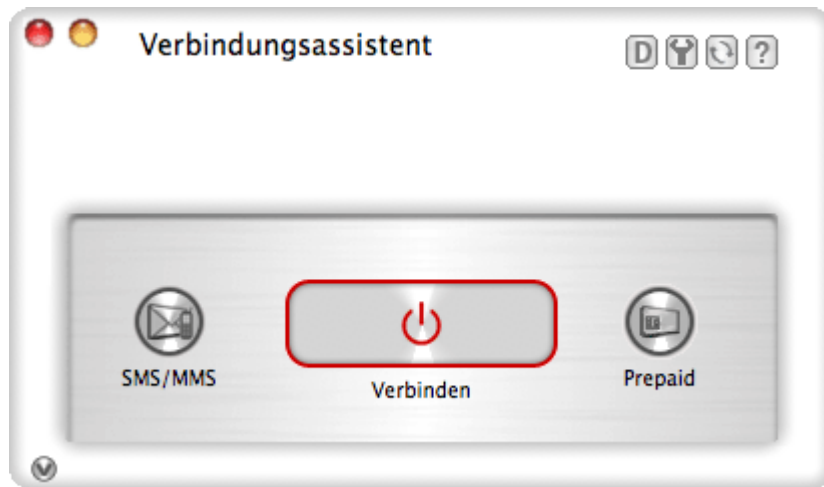 Verbindungsassistent
D
?
SMS/MMS
Verbinden
Prepaid